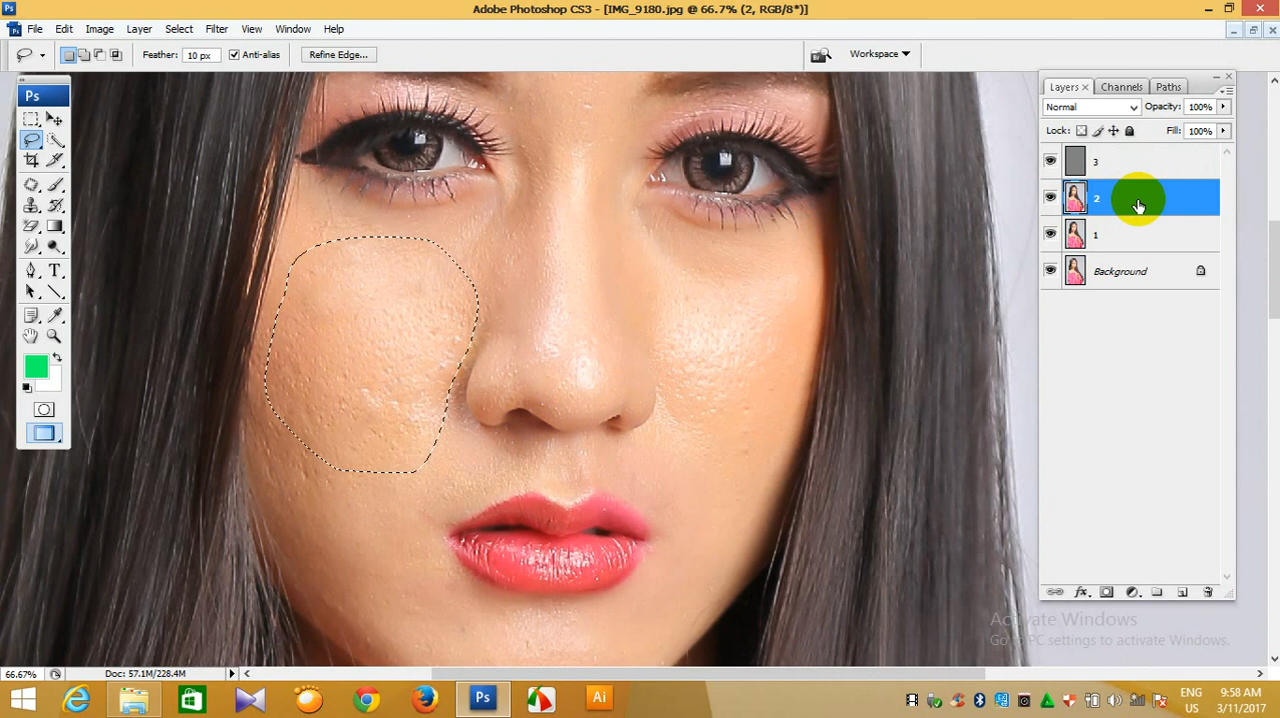 Ps Adobe Photoshop CS3 - [IMG_9180.jpg @ 66.7% (2, RGB/8*)]
File Edit Image Layer Select Filter View Window Help
Feather: 10 px Anti-alias Refine Edge... Workspace
Ps
Layers Channels Paths
Normal Opacity: 100%
Lock: Fill: 100%
3
2
1
Background
T
fx
Activate Windows
Go to PC settings to activate Windows.
66.67% Doc: 57.1M/228.4M
Ps Ai ENG 9:58 AM
US 3/11/2017